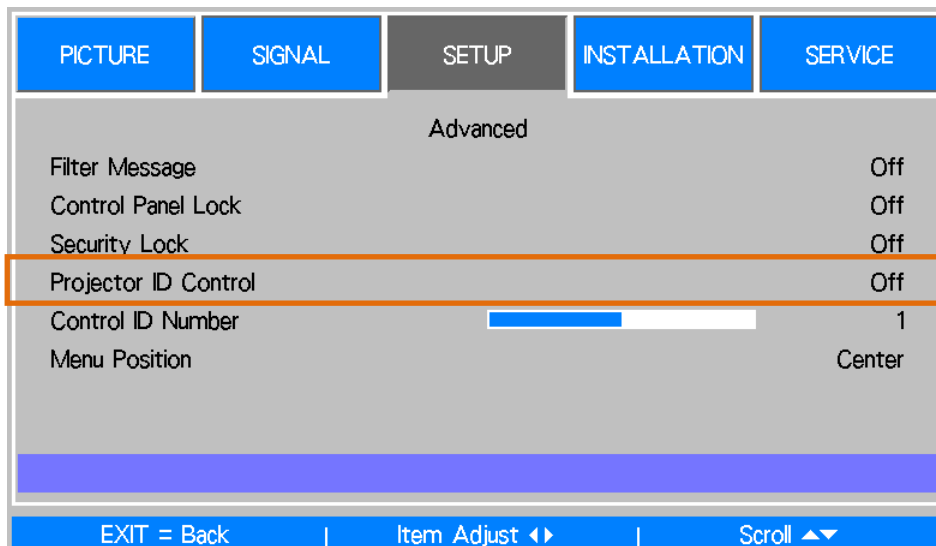 PICTURE SIGNAL SETUP INSTALLATION SERVICE
Advanced
Filter Message Off
Control Panel Lock Off
Security Lock Off
Projector ID Control Off
Control ID Number 1
Menu Position Center
EXIT = Back | Item Adjust ◀▶ | Scroll ▲▼